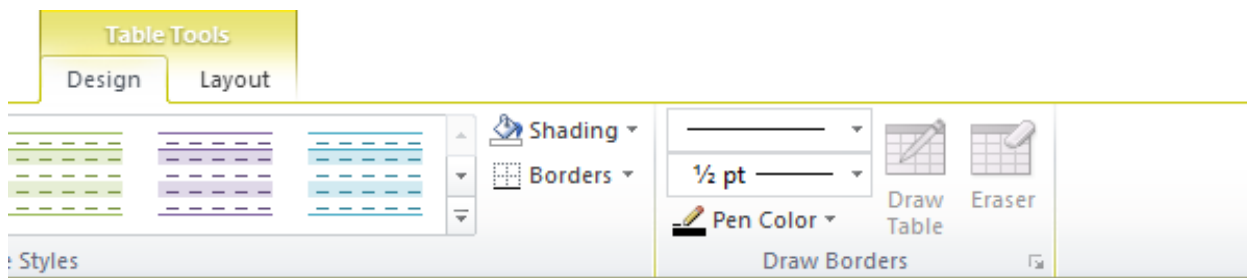 Table Tools
Design Layout
Shading
Borders
½ pt
Pen Color
Draw Table
Eraser
Styles
Draw Borders